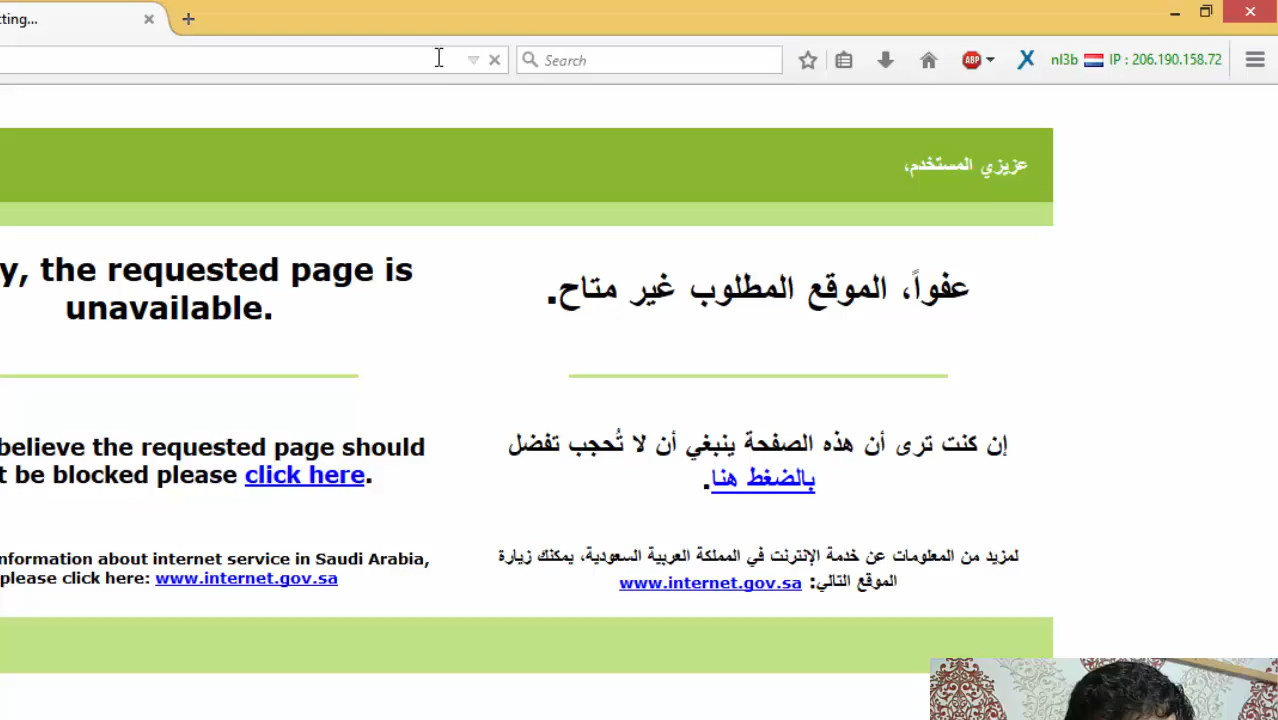 ting...
Search
ABP
nl3b IP : 206.190.158.72
عزيزي المستخدم،
y, the requested page is
unavailable.
عفواً، الموقع المطلوب غير متاح.
believe the requested page should
t be blocked please click here.
إن كنت ترى أن هذه الصفحة ينبغي أن لا تُحجب تفضل
بالضغط هنا.
nformation about internet service in Saudi Arabia,
please click here: www.internet.gov.sa
لمزيد من المعلومات عن خدمة الإنترنت في المملكة العربية السعودية، يمكنك زيارة
الموقع التالي: www.internet.gov.sa